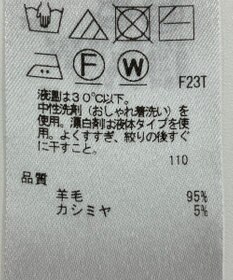 F W
F23T
液温は30℃以下。
中性洗剤(おしゃれ着洗い)を
使用。漂白剤は液体タイプを使
用。よくすすぎ、絞りの後すぐ
に干すこと。
110
品質
羊毛 95%
カシミヤ 5%